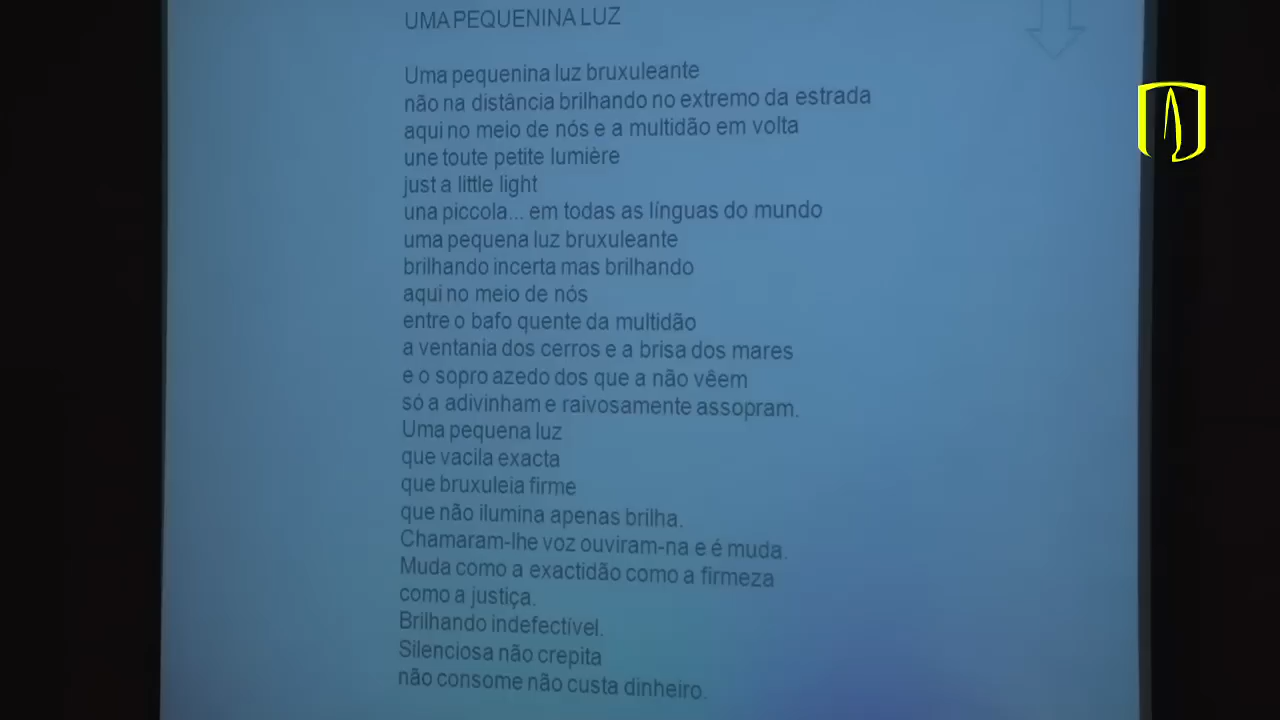 UMA PEQUENINA LUZ
Uma pequenina luz bruxuleante
não na distância brilhando no extremo da estrada
aqui no meio de nós e a multidão em volta
une toute petite lumière
just a little light
una piccola... em todas as línguas do mundo
uma pequena luz bruxuleante
brilhando incerta mas brilhando
aqui no meio de nós
entre o bafo quente da multidão
a ventania dos cerros e a brisa dos mares
e o sopro azedo dos que a não vêem
só a adivinham e raivosamente assopram.
Uma pequena luz
que vacila exacta
que bruxuleia firme
que não ilumina apenas brilha.
Chamaram-lhe voz ouviram-na e é muda.
Muda como a exactidão como a firmeza
como a justiça.
Brilhando indefectível.
Silenciosa não crepita
não consome não custa dinheiro.